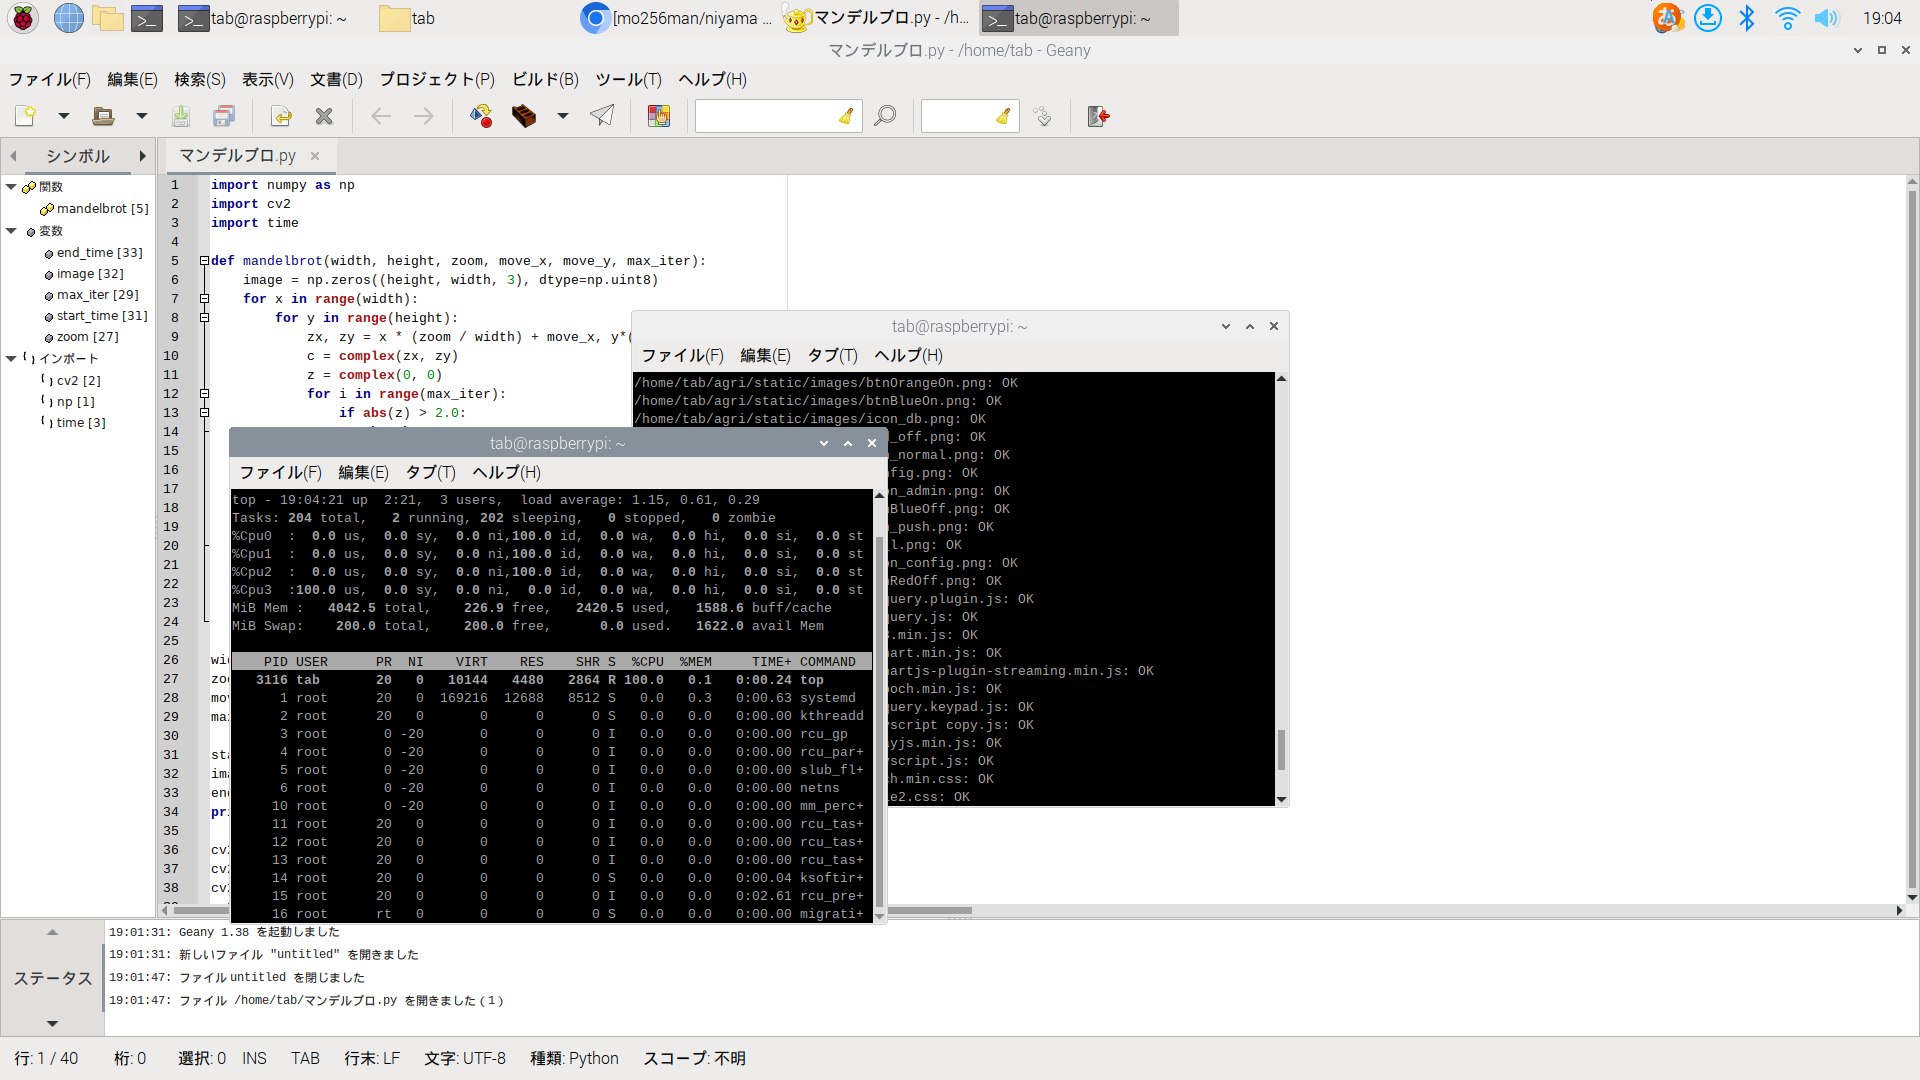 tab@raspberrypi: ~
tab
[mo256man/niyama ...
マンデルブロ.py - /h...
tab@raspberrypi: ~
19:04
マンデルブロ.py - /home/tab - Geany
ファイル(F) 編集(E) 検索(S) 表示(V) 文書(D) プロジェクト(P) ビルド(B) ツール(T) ヘルプ(H)
シンボル
マンデルブロ.py
関数
mandelbrot [5]
変数
end_time [33]
image [32]
max_iter [29]
start_time [31]
zoom [27]
インポート
cv2 [2]
np [1]
time [3]
1 import numpy as np
2 import cv2
3 import time
4
5 def mandelbrot(width, height, zoom, move_x, move_y, max_iter):
6 image = np.zeros((height, width, 3), dtype=np.uint8)
7 for x in range(width):
8 for y in range(height):
9 zx, zy = x * (zoom / width) + move_x, y*(
10 c = complex(zx, zy)
11 z = complex(0, 0)
12 for i in range(max_iter):
13 if abs(z) > 2.0:
14
15
16
17
18
19
20
21
22
23
24
25
26 wi
27 zo
28 mo
29 ma
30
31 st
32 im
33 en
34 pri
35
36 cv
37 cv
38 cv
tab@raspberrypi: ~
ファイル(F) 編集(E) タブ(T) ヘルプ(H)
/home/tab/agri/static/images/btnOrangeOn.png: OK
/home/tab/agri/static/images/btnBlueOn.png: OK
/home/tab/agri/static/images/icon_db.png: OK
_off.png: OK
_normal.png: OK
fig.png: OK
n_admin.png: OK
BlueOff.png: OK
_push.png: OK
l.png: OK
n_config.png: OK
RedOff.png: OK
uery.plugin.js: OK
uery.js: OK
.min.js: OK
art.min.js: OK
artjs-plugin-streaming.min.js: OK
och.min.js: OK
uery.keypad.js: OK
script copy.js: OK
yjs.min.js: OK
script.js: OK
h.min.css: OK
e2.css: OK
tab@raspberrypi: ~
ファイル(F) 編集(E) タブ(T) ヘルプ(H)
top - 19:04:21 up 2:21, 3 users, load average: 1.15, 0.61, 0.29
Tasks: 204 total, 2 running, 202 sleeping, 0 stopped, 0 zombie
%Cpu0 : 0.0 us, 0.0 sy, 0.0 ni,100.0 id, 0.0 wa, 0.0 hi, 0.0 si, 0.0 st
%Cpu1 : 0.0 us, 0.0 sy, 0.0 ni,100.0 id, 0.0 wa, 0.0 hi, 0.0 si, 0.0 st
%Cpu2 : 0.0 us, 0.0 sy, 0.0 ni,100.0 id, 0.0 wa, 0.0 hi, 0.0 si, 0.0 st
%Cpu3 :100.0 us, 0.0 sy, 0.0 ni, 0.0 id, 0.0 wa, 0.0 hi, 0.0 si, 0.0 st
MiB Mem : 4042.5 total, 226.9 free, 2420.5 used, 1588.6 buff/cache
MiB Swap: 200.0 total, 200.0 free, 0.0 used. 1622.0 avail Mem
PID USER PR NI VIRT RES SHR S %CPU %MEM TIME+ COMMAND
3116 tab 20 0 10144 4480 2864 R 100.0 0.1 0:00.24 top
1 root 20 0 169216 12688 8512 S 0.0 0.3 0:00.63 systemd
2 root 20 0 0 0 0 S 0.0 0.0 0:00.00 kthreadd
3 root 0 -20 0 0 0 I 0.0 0.0 0:00.00 rcu_gp
4 root 0 -20 0 0 0 I 0.0 0.0 0:00.00 rcu_par+
5 root 0 -20 0 0 0 I 0.0 0.0 0:00.00 slub_fl+
6 root 0 -20 0 0 0 I 0.0 0.0 0:00.00 netns
10 root 0 -20 0 0 0 I 0.0 0.0 0:00.00 mm_perc+
11 root 20 0 0 0 0 I 0.0 0.0 0:00.00 rcu_tas+
12 root 20 0 0 0 0 I 0.0 0.0 0:00.00 rcu_tas+
13 root 20 0 0 0 0 I 0.0 0.0 0:00.00 rcu_tas+
14 root 20 0 0 0 0 S 0.0 0.0 0:00.04 ksoftir+
15 root 20 0 0 0 0 I 0.0 0.0 0:02.61 rcu_pre+
16 root rt 0 0 0 0 S 0.0 0.0 0:00.00 migrati+
ステータス
19:01:31: Geany 1.38 を起動しました
19:01:31: 新しいファイル "untitled" を開きました
19:01:47: ファイル untitled を閉じました
19:01:47: ファイル /home/tab/マンデルブロ.py を開きました(1)
行: 1 / 40 桁: 0 選択: 0 INS TAB 行末: LF 文字: UTF-8 種類: Python スコープ: 不明